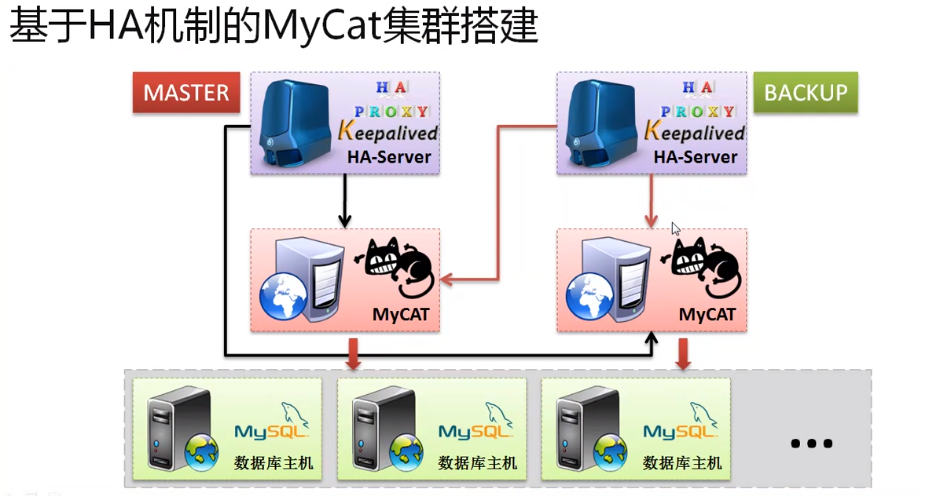 基于HA机制的MyCat集群搭建
MASTER
HA
PROXY
Keepalived
HA-Server
HA
PROXY
Keepalived
HA-Server
BACKUP
MyCAT
MyCAT
MySQL
数据库主机
MySQL
数据库主机
MySQL
数据库主机
...